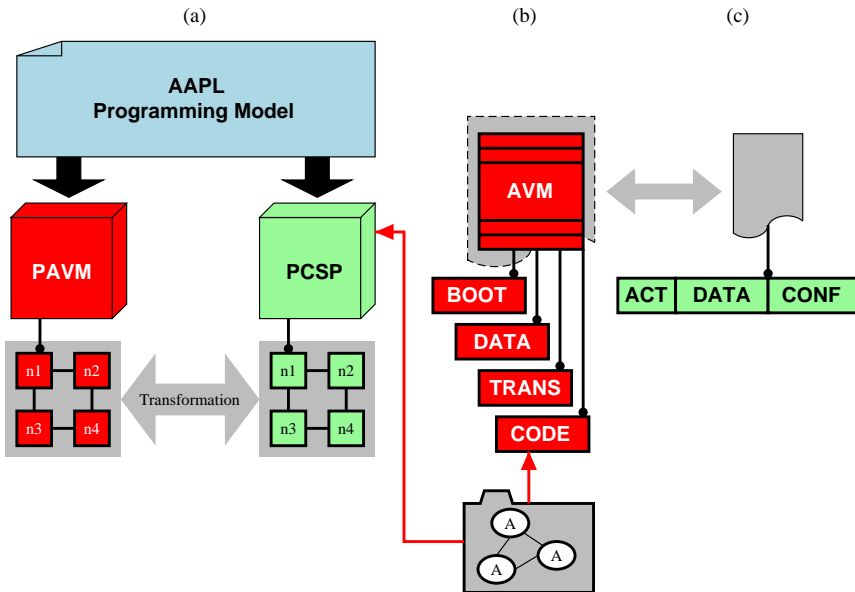 (a)
(b)
(c)
AAPL
Programming Model
PAVM
PCSP
AVM
BOOT
DATA
TRANS
CODE
ACT
DATA
CONF
n1
n2
n3
n4
Transformation
n1
n2
n3
n4
A
A
A